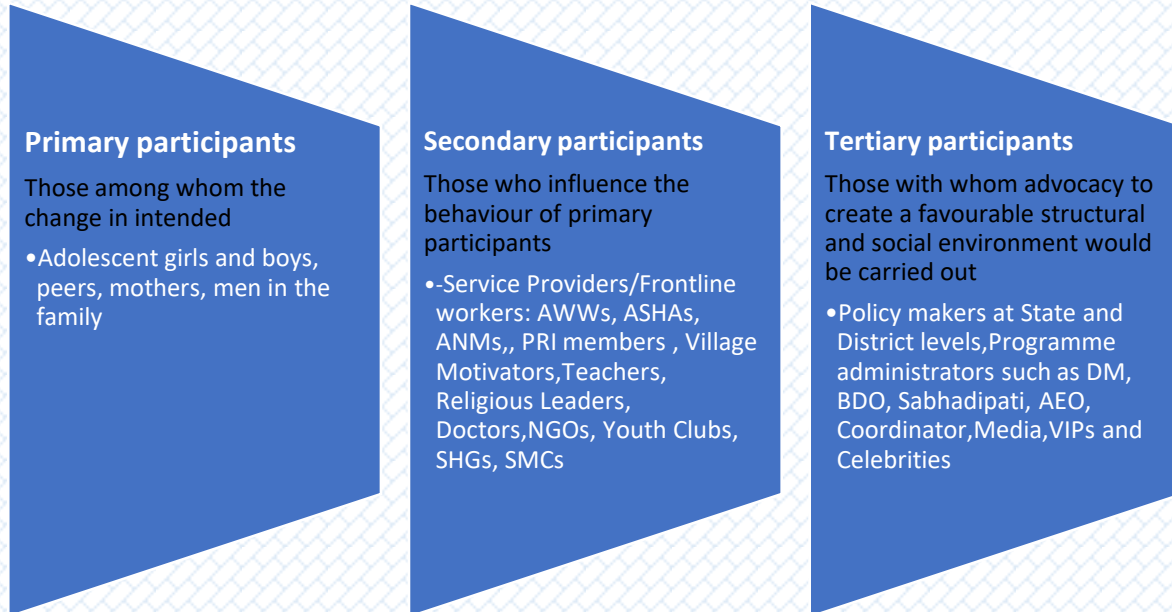 Primary participants
Those among whom the
change in intended
•Adolescent girls and boys,
peers, mothers, men in the
family
Secondary participants
Those who influence the
behaviour of primary
participants
•-Service Providers/Frontline
workers: AWWs, ASHAs,
ANMs,, PRI members , Village
Motivators,Teachers,
Religious Leaders,
Doctors,NGOs, Youth Clubs,
SHGs, SMCs
Tertiary participants
Those with whom advocacy to
create a favourable structural
and social environment would
be carried out
•Policy makers at State and
District levels,Programme
administrators such as DM,
BDO, Sabhadipati, AEO,
Coordinator,Media,VIPs and
Celebrities